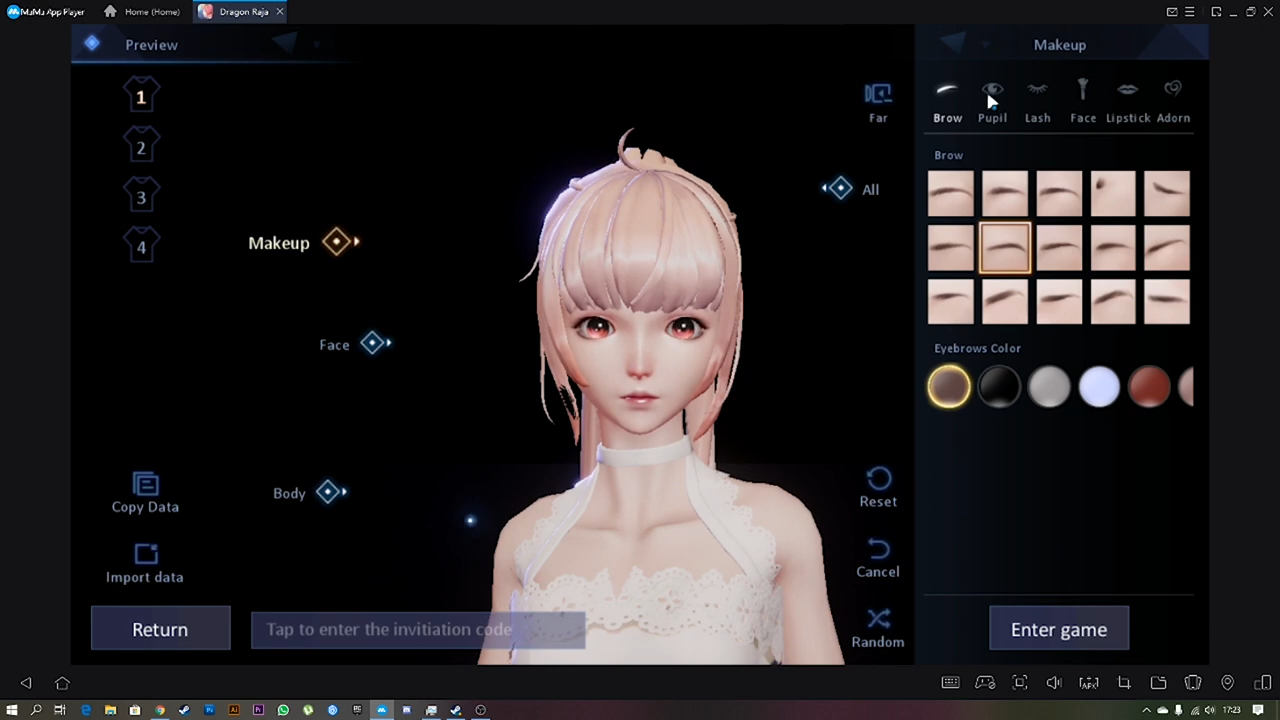 MuMu App Player
Home (Home)
Dragon Raja
Preview
Makeup
1
2
3
4
Far
All
Makeup
Face
Body
Copy Data
Import data
Reset
Cancel
Random
Return
Tap to enter the invitiation code
Brow
Pupil
Lash
Face
Lipstick
Adorn
Brow
Eyebrows Color
Enter game
APK
17:23